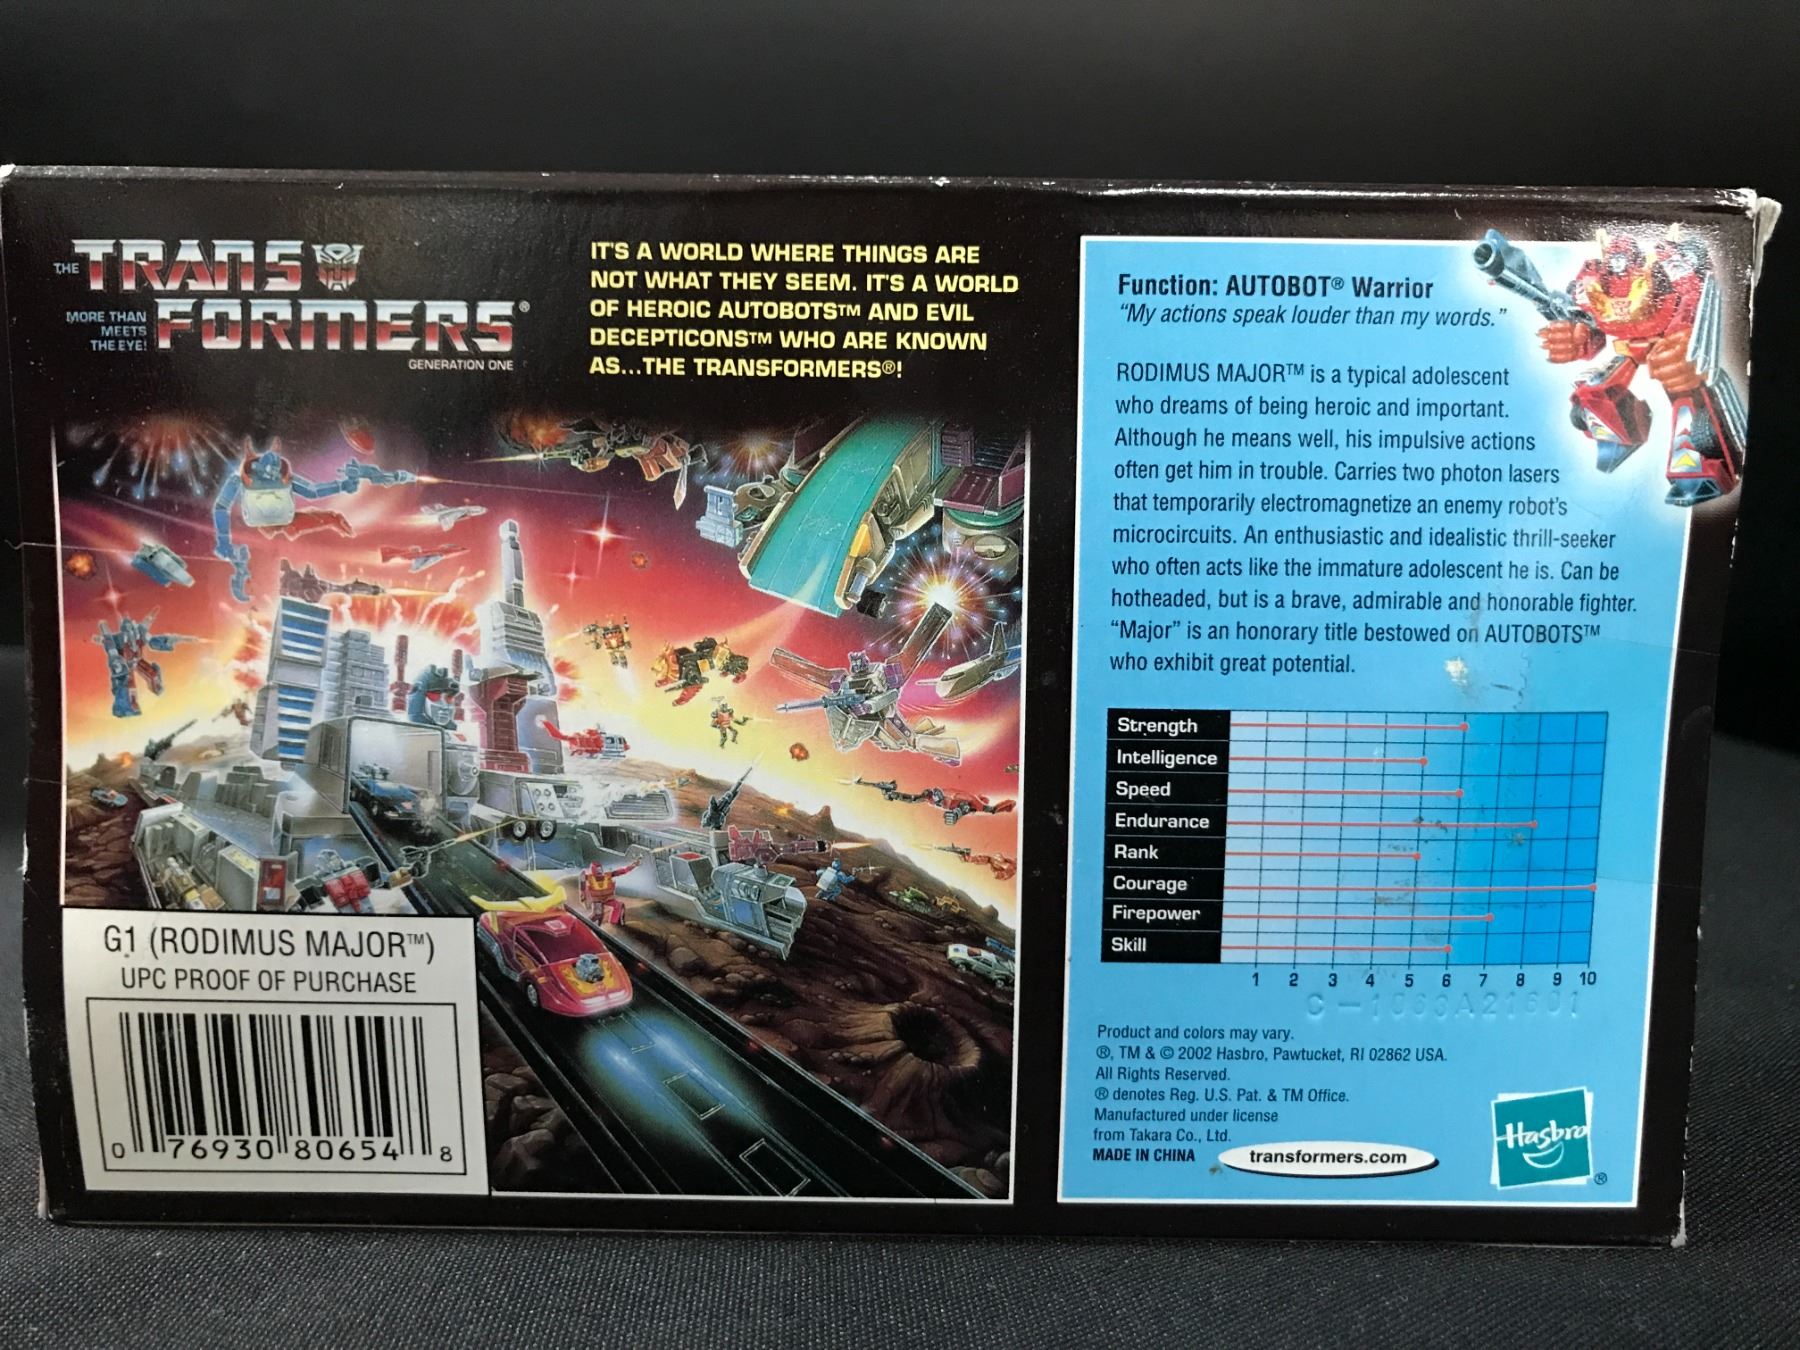 THE TRANSFORMERS®
MORE THAN
MEETS
THE EYE!
GENERATION ONE
IT'S A WORLD WHERE THINGS ARE
NOT WHAT THEY SEEM. IT'S A WORLD
OF HEROIC AUTOBOTS™ AND EVIL
DECEPTICONS™ WHO ARE KNOWN
AS...THE TRANSFORMERS®!
G1 (RODIMUS MAJOR™)
UPC PROOF OF PURCHASE
0 76930 80654 8
Function: AUTOBOT® Warrior
"My actions speak louder than my words."
RODIMUS MAJOR™ is a typical adolescent
who dreams of being heroic and important.
Although he means well, his impulsive actions
often get him in trouble. Carries two photon lasers
that temporarily electromagnetize an enemy robot's
microcircuits. An enthusiastic and idealistic thrill-seeker
who often acts like the immature adolescent he is. Can be
hotheaded, but is a brave, admirable and honorable fighter.
"Major" is an honorary title bestowed on AUTOBOTS™
who exhibit great potential.
Strength
Intelligence
Speed
Endurance
Rank
Courage
Firepower
Skill
1 2 3 4 5 6 7 8 9 10
Product and colors may vary.
®, TM & © 2002 Hasbro, Pawtucket, RI 02862 USA.
All Rights Reserved.
® denotes Reg. U.S. Pat. & TM Office.
Manufactured under license
from Takara Co., Ltd.
MADE IN CHINA
transformers.com
Hasbro
®